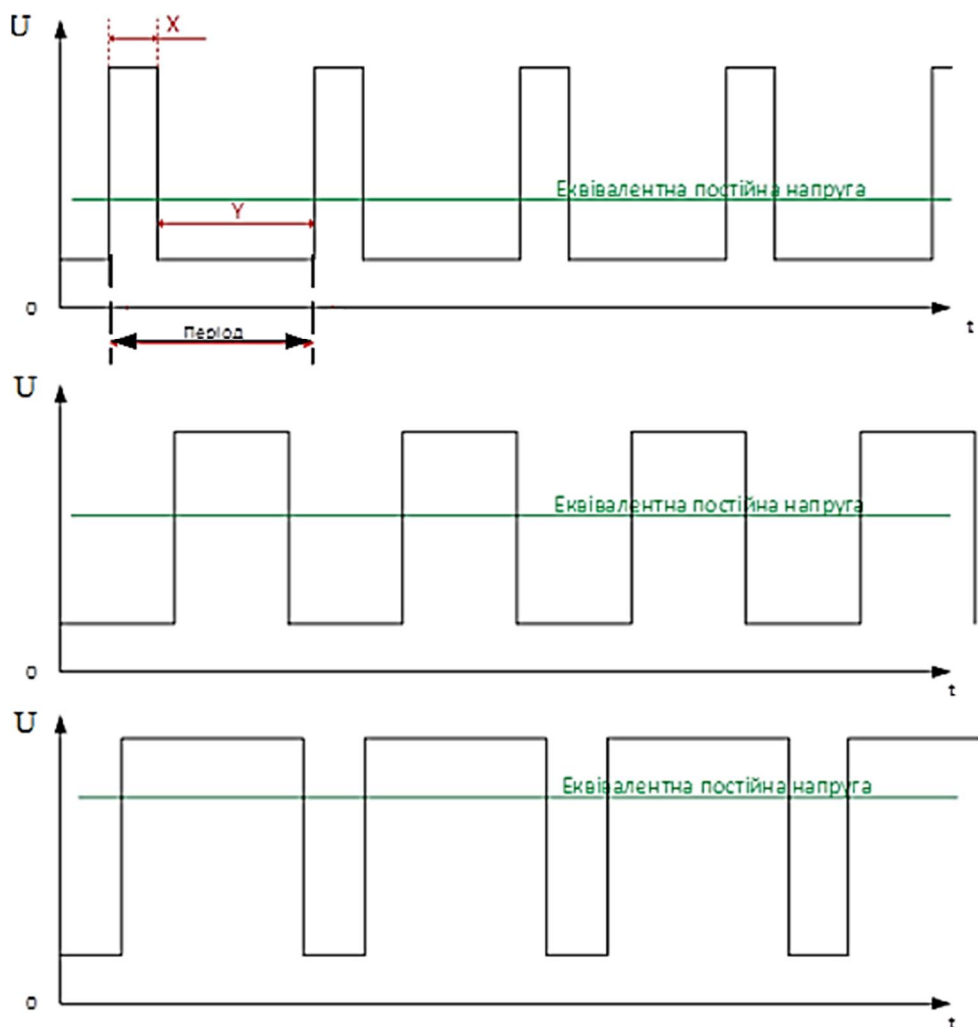 U
X
Еквівалентна постійна напруга
Y
0
t
Період
U
Еквівалентна постійна напруга
0
t
U
Еквівалентна постійна напруга
0
t